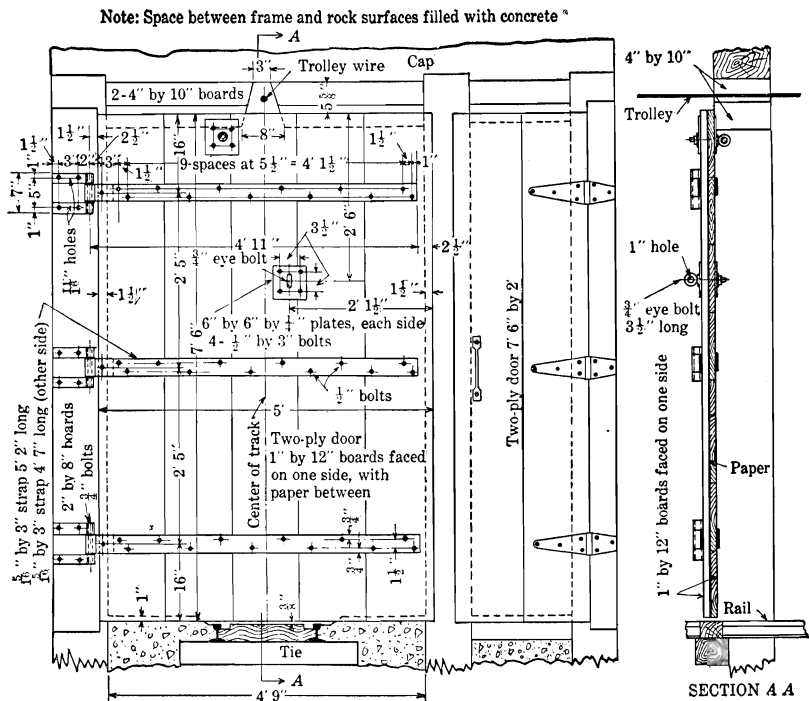 Note: Space between frame and rock surfaces filled with concrete
A
3"
Cap
Trolley wire
2-4" by 10" boards
5 5/8"
4" by 10"
Trolley
8"
16"
1 1/2"
2 1/2"
1 1/2"
1 1/2"
1"
3"
2"
3"
1 1/2"
9-spaces at 5 1/2" = 4' 1 1/2"
1"
7"
5"
1"
2' 6"
4' 11"
3 1/2"
2 1/2"
3/4" eye bolt
1" hole
11/16" holes
2' 5"
1 1/2"
1 1/2"
2' 1 1/2"
3/4" eye bolt
3 1/2" long
6" by 6" by 1/4" plates, each side
4- 1/2" by 3" bolts
7' 6"
1/2" bolts
5'
Two-ply door 7' 6" by 2'
5/16" by 3" strap 5' 2" long
5/16" by 3" strap 4' 7" long (other side)
2" by 8" boards
3/4" bolts
2' 5"
Center of track
Two-ply door
1" by 12" boards faced
on one side, with
paper between
Paper
1" by 12" boards faced on one side
3/4"
3/4"
1 1/2"
1"
16"
3/8"
Rail
Tie
A
4' 9"
SECTION A A